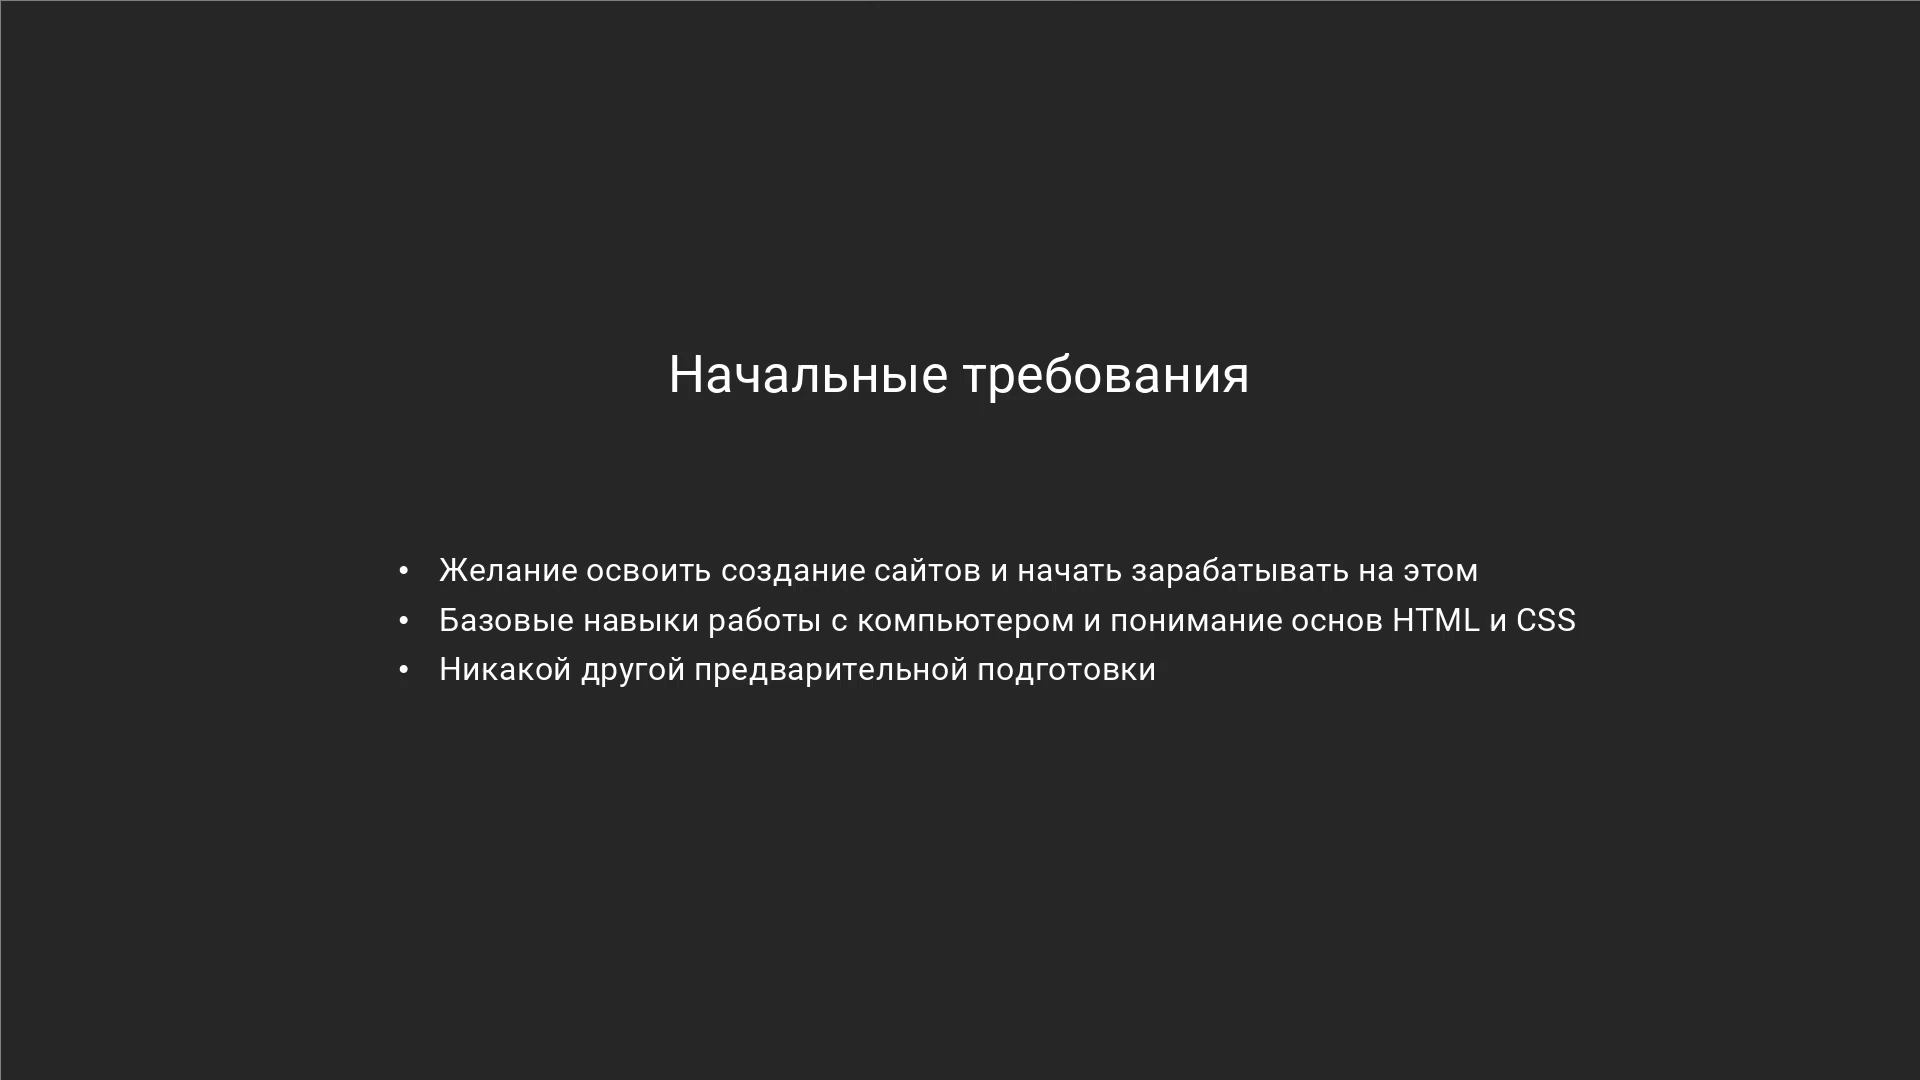 Начальные требования
• Желание освоить создание сайтов и начать зарабатывать на этом
• Базовые навыки работы с компьютером и понимание основ HTML и CSS
• Никакой другой предварительной подготовки